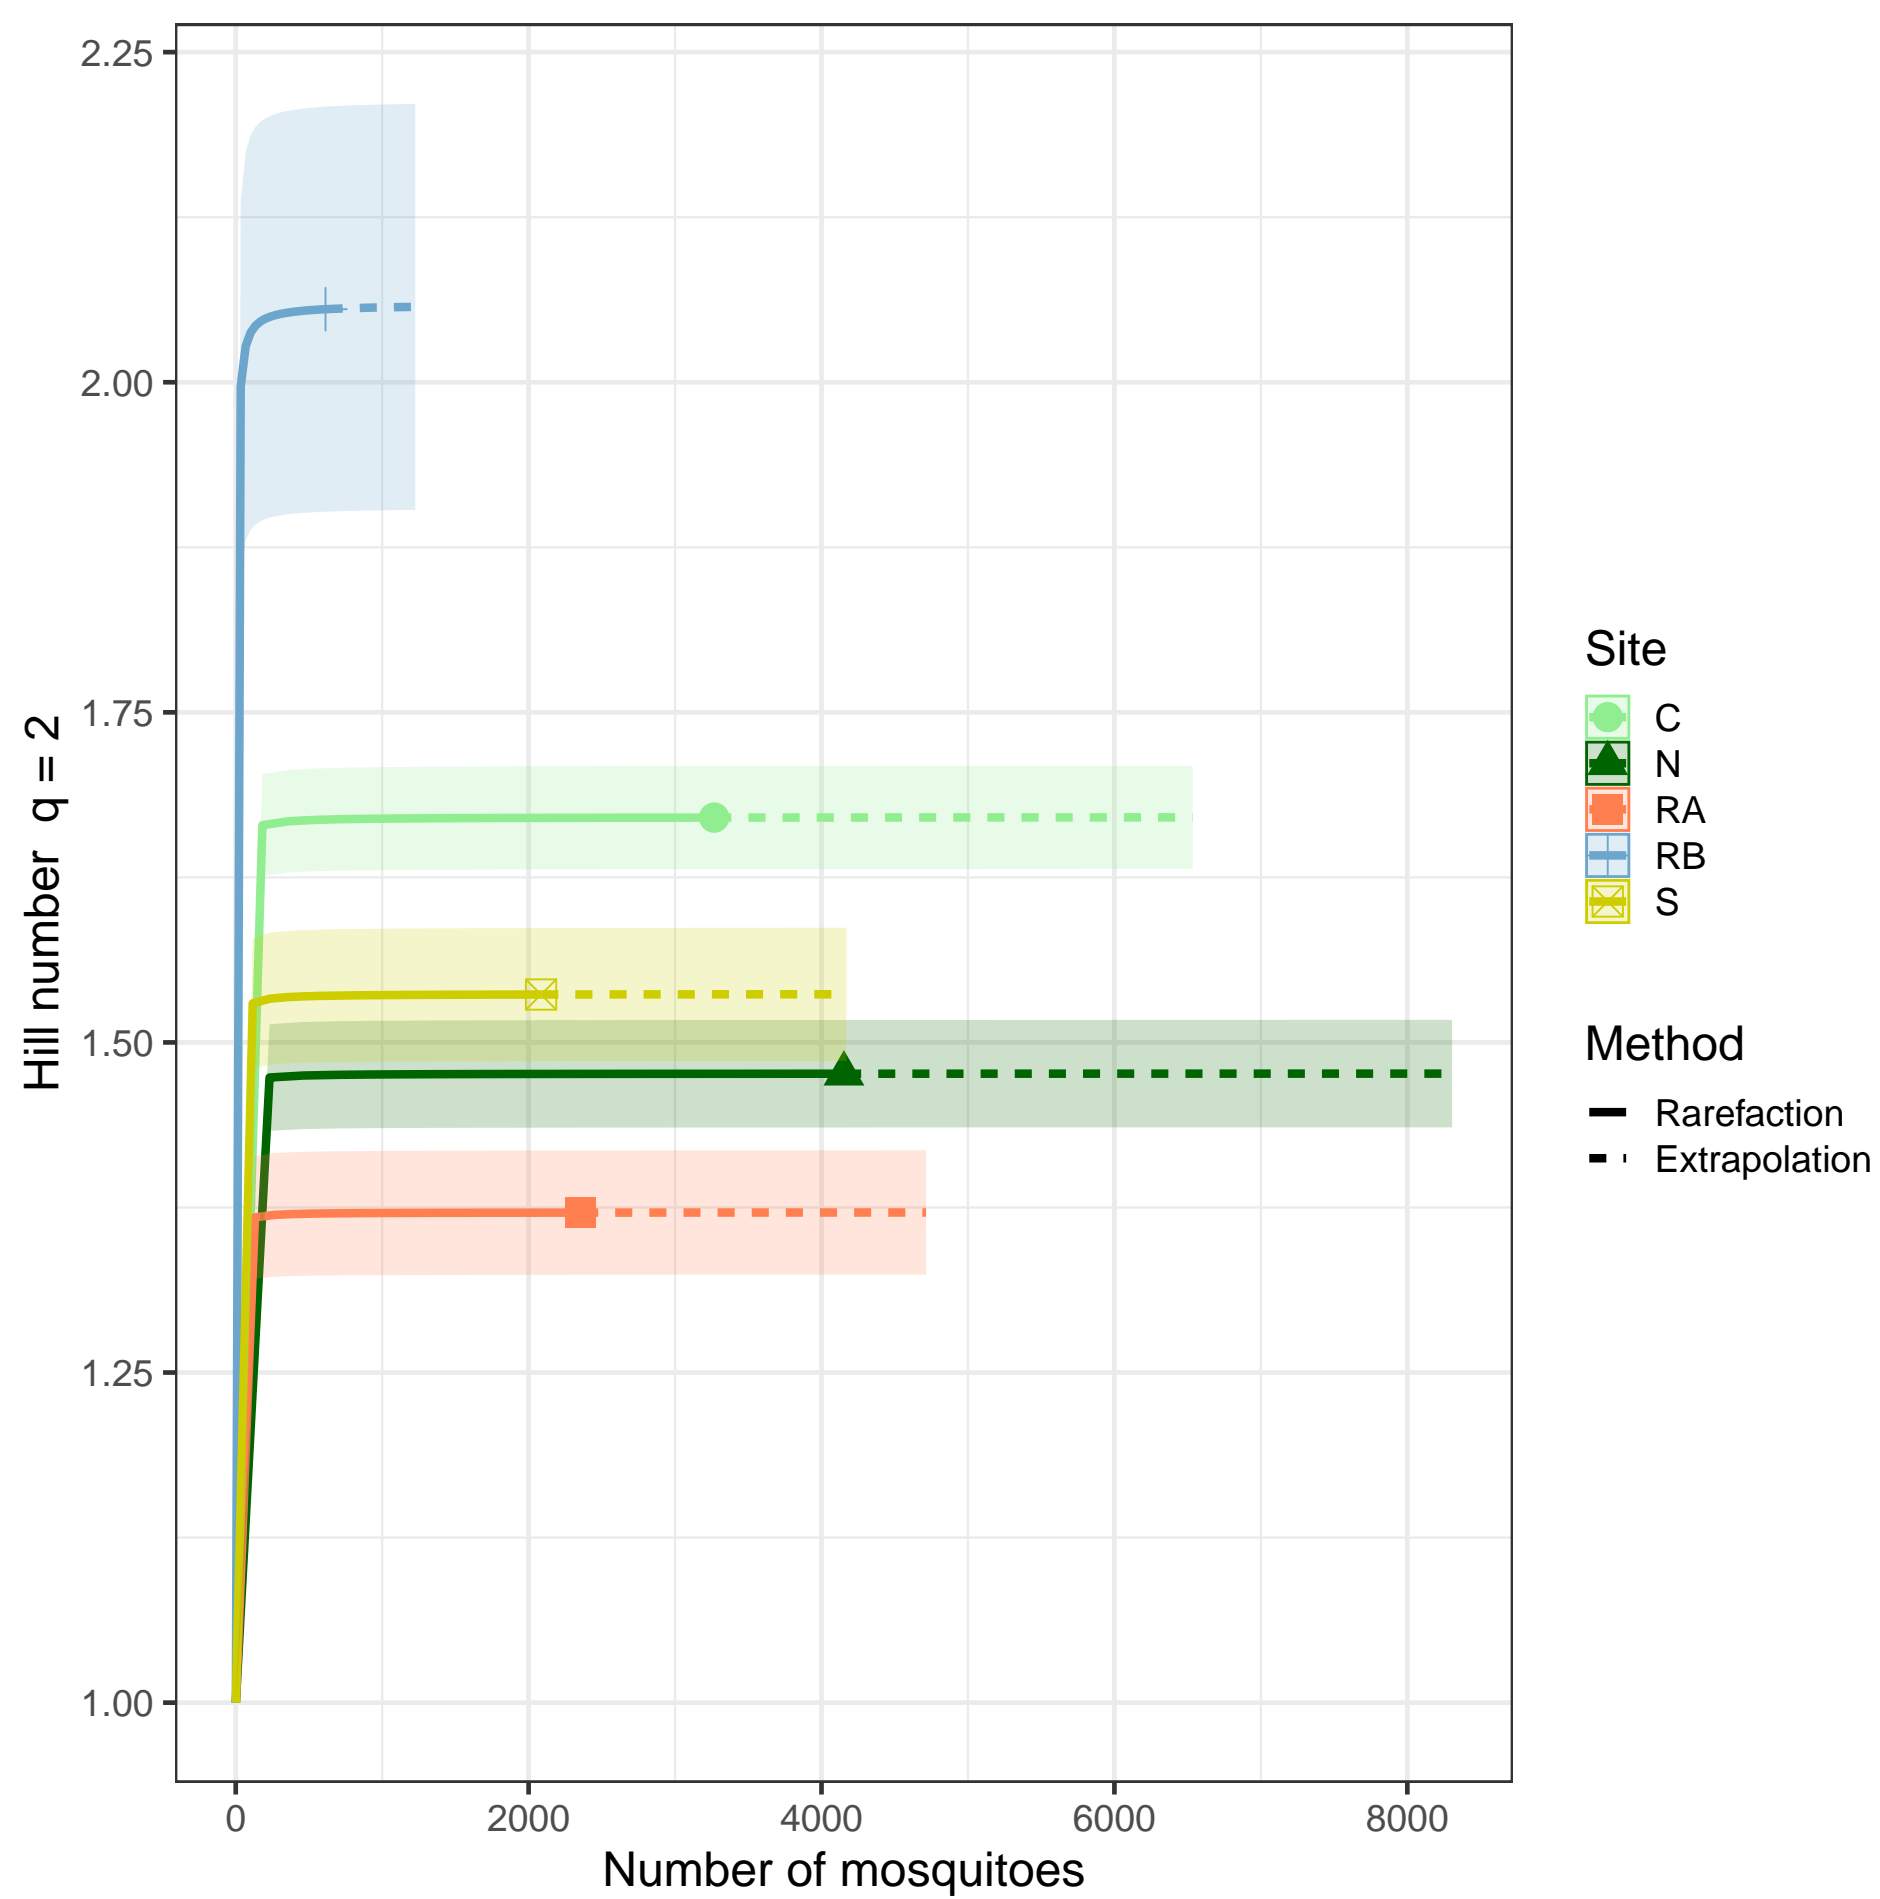 2.25
2.00
1.75
1.50
1.25
1.00
Hill number q = 2
0 2000 4000 6000 8000
Number of mosquitoes
Site
C
N
RA
RB
S
Method
Rarefaction
Extrapolation